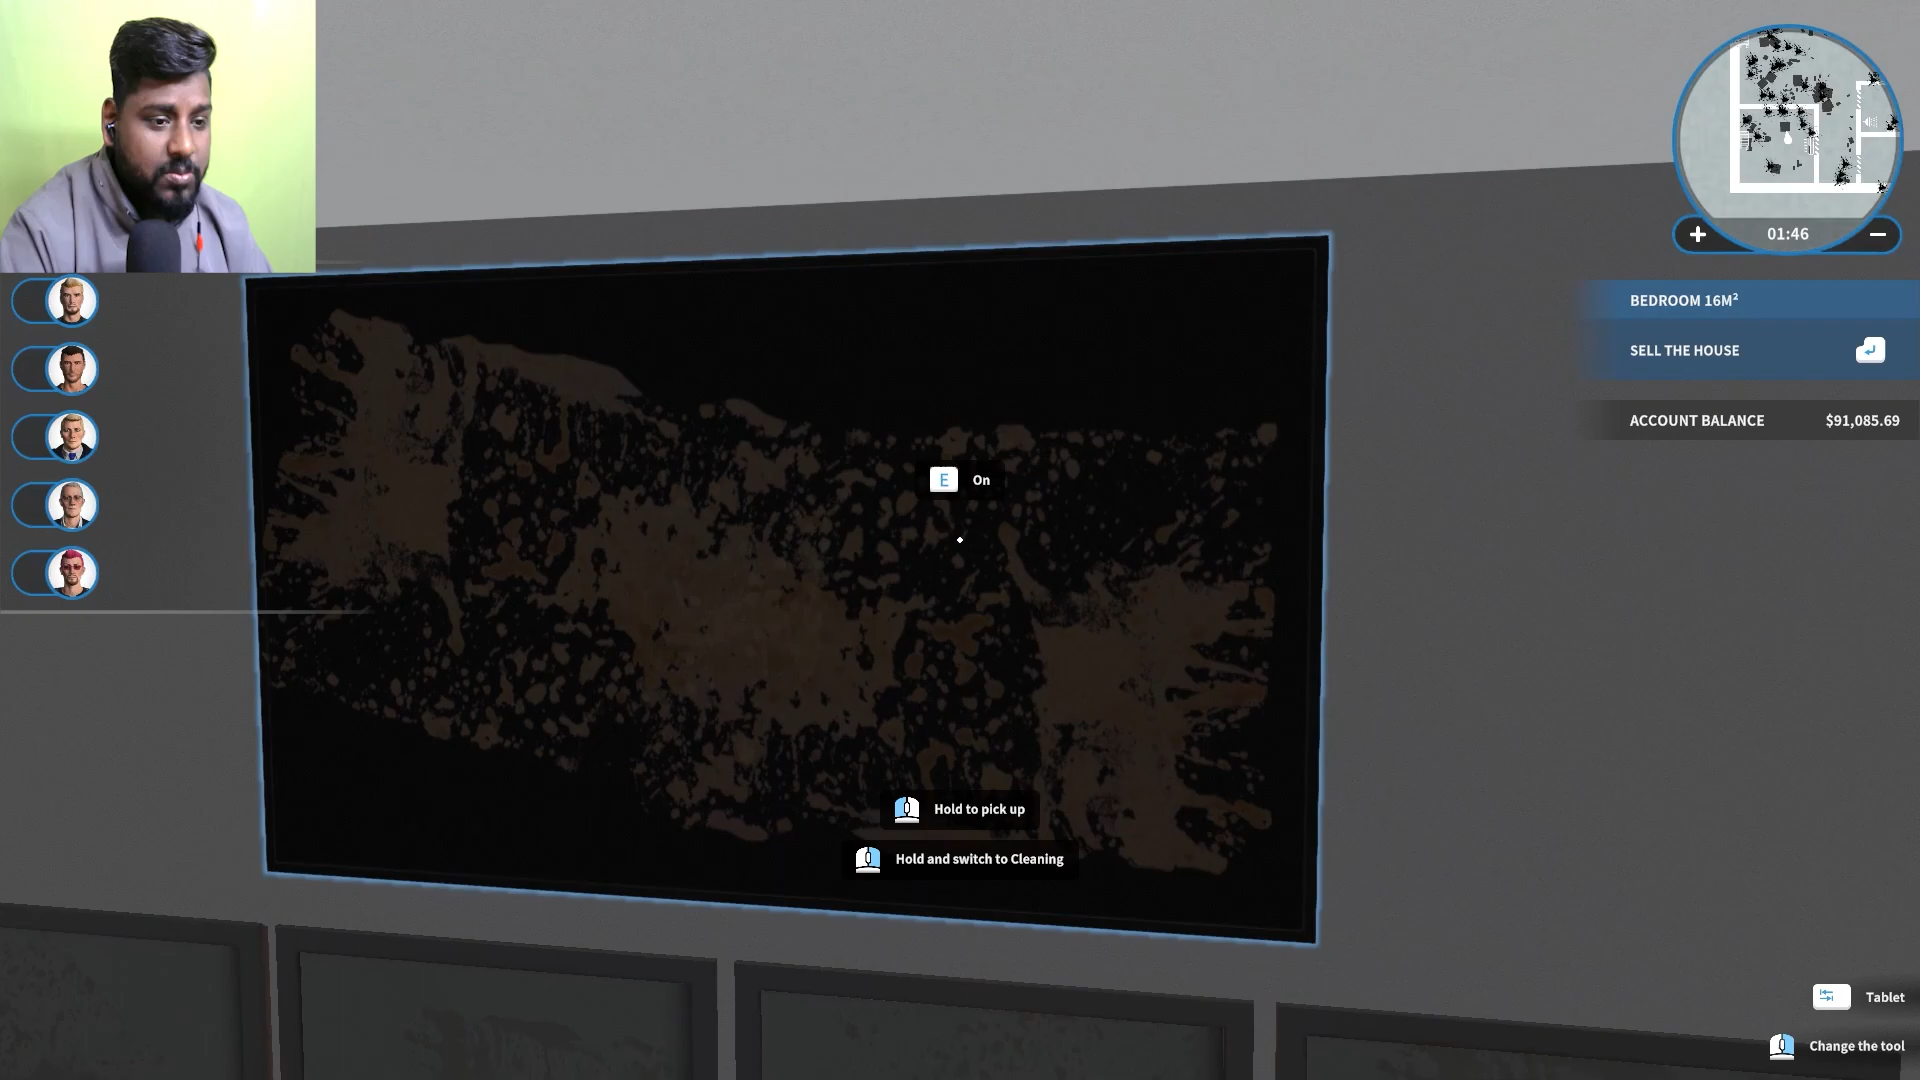 01:46
BEDROOM 16M²
SELL THE HOUSE
ACCOUNT BALANCE $91,085.69
E On
Hold to pick up
Hold and switch to Cleaning
Tablet
Change the tool